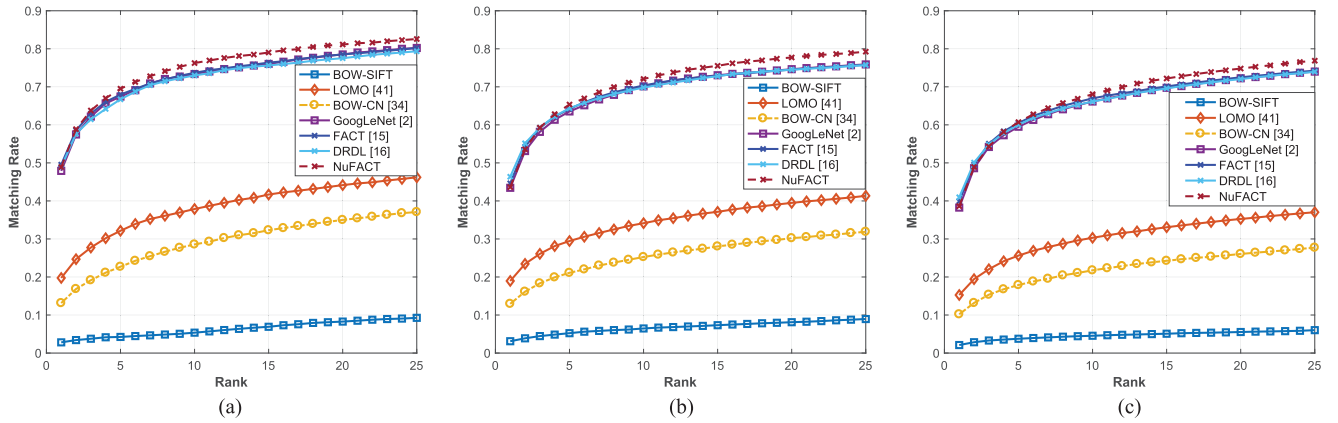 0.9
0.8
0.7
0.6
0.5
0.4
0.3
0.2
0.1
0
Matching Rate
BOW-SIFT
LOMO [41]
BOW-CN [34]
GoogLeNet [2]
FACT [15]
DRDL [16]
NuFACT
0 5 10 15 20 25
Rank
(a)
0.9
0.8
0.7
0.6
0.5
0.4
0.3
0.2
0.1
0
Matching Rate
BOW-SIFT
LOMO [41]
BOW-CN [34]
GoogLeNet [2]
FACT [15]
DRDL [16]
NuFACT
0 5 10 15 20 25
Rank
(b)
0.9
0.8
0.7
0.6
0.5
0.4
0.3
0.2
0.1
0
Matching Rate
BOW-SIFT
LOMO [41]
BOW-CN [34]
GoogLeNet [2]
FACT [15]
DRDL [16]
NuFACT
0 5 10 15 20 25
Rank
(c)